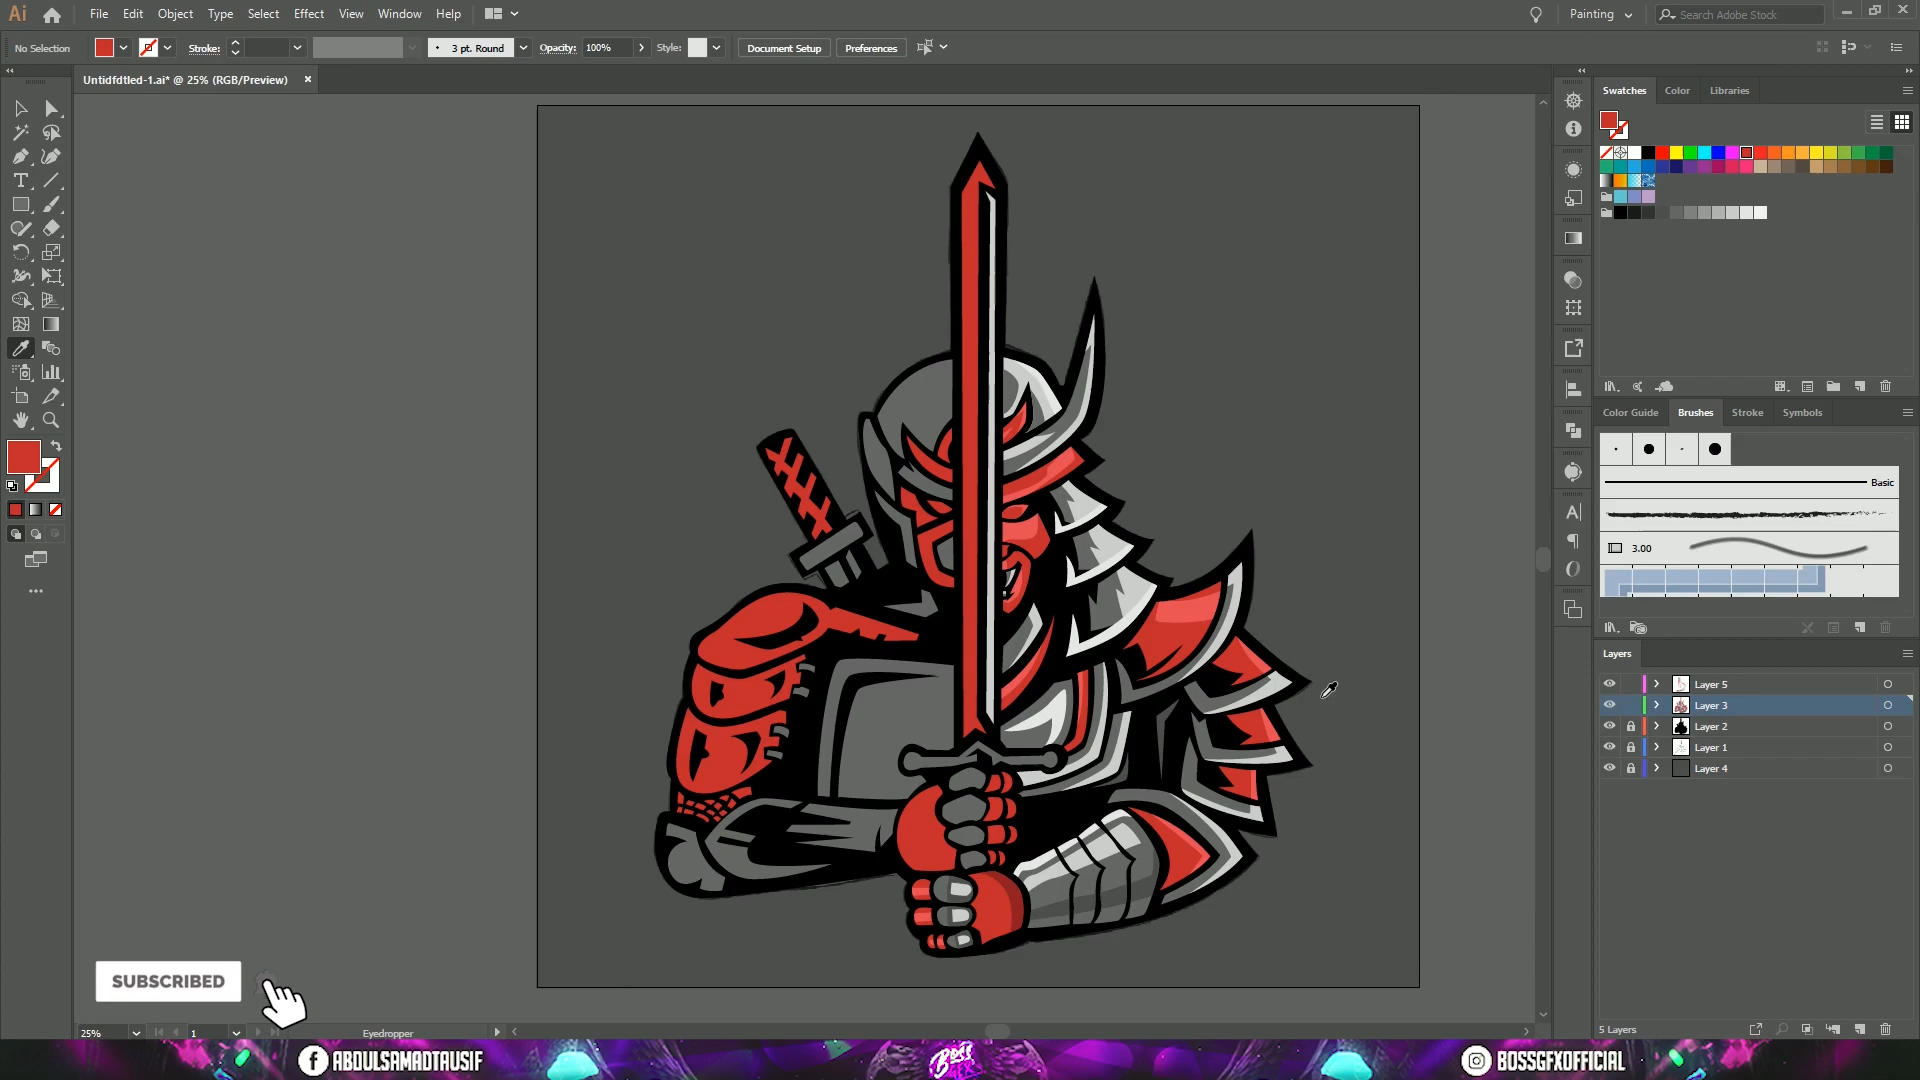 Ai File Edit Object Type Select Effect View Window Help Painting Search Adobe Stock
No Selection Stroke: 3 pt. Round Opacity: 100% Style: Document Setup Preferences
Untidfdtled-1.ai* @ 25% (RGB/Preview)
Swatches Color Libraries
Color Guide Brushes Stroke Symbols
Basic
3.00
Layers
Layer 5
Layer 3
Layer 2
Layer 1
Layer 4
5 Layers
SUBSCRIBED
25% 1 Eyedropper
ABDULSAMADTAUSIF
BOSS GFX
BOSSGFXOFFICIAL